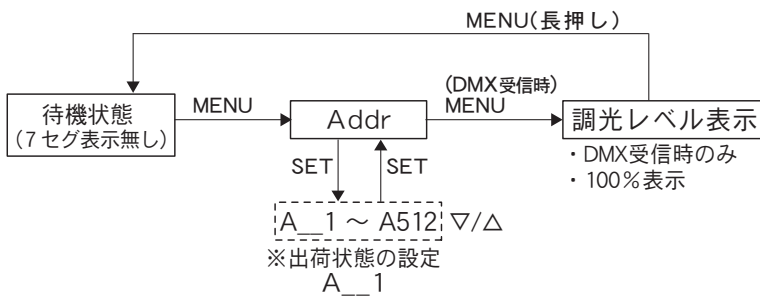 MENU(長押し)
待機状態
(7セグ表示無し)
MENU
Addr
(DMX受信時)
MENU
調光レベル表示
・DMX受信時のみ
・100%表示
SET
SET
A__1 ～ A512 ▽/△
※出荷状態の設定
A__1